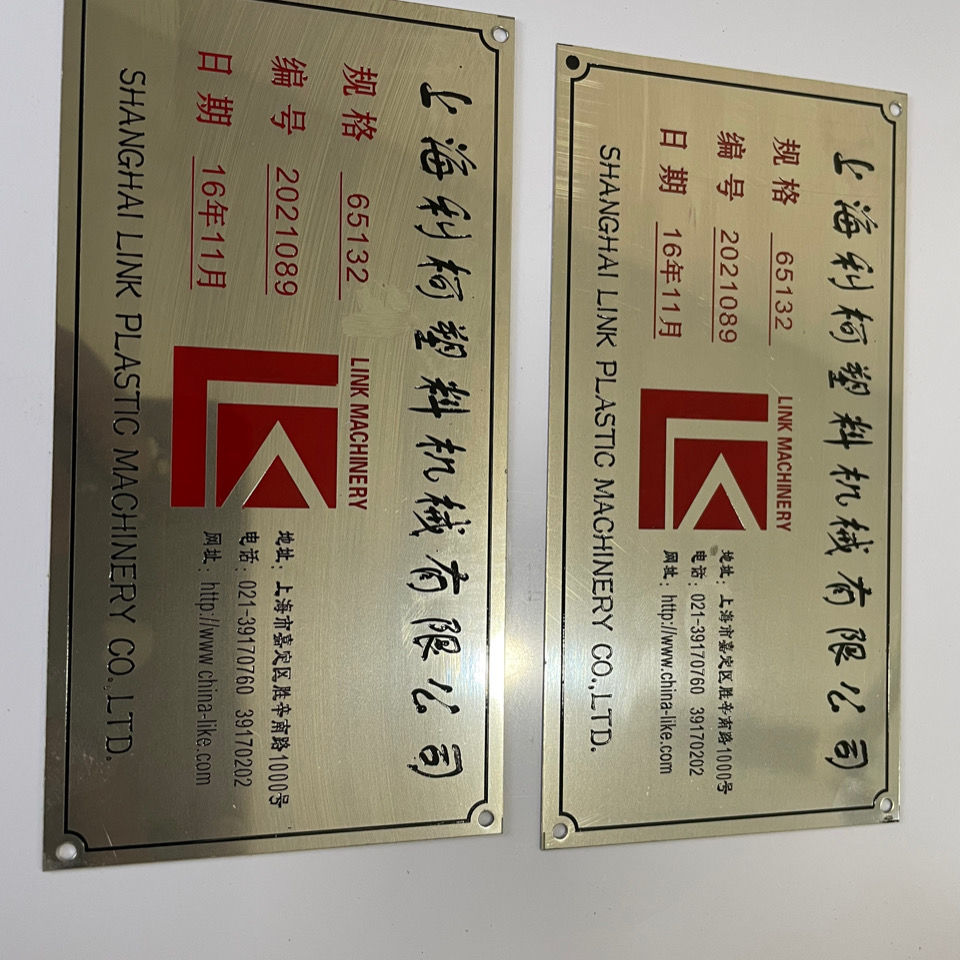 上海利柯塑料机械有限公司
规格 65132
编号 2021089
日期 16年11月
LINK MACHINERY
地址：上海市嘉定区胜辛南路1000号
电话：021-39170760 39170202
网址：http://www.china-like.com
SHANGHAI LINK PLASTIC MACHINERY CO.,LTD.
上海利柯塑料机械有限公司
规格 65132
编号 2021089
日期 16年11月
LINK MACHINERY
地址：上海市嘉定区胜辛南路1000号
电话：021-39170760 39170202
网址：http://www.china-like.com
SHANGHAI LINK PLASTIC MACHINERY CO.,LTD.